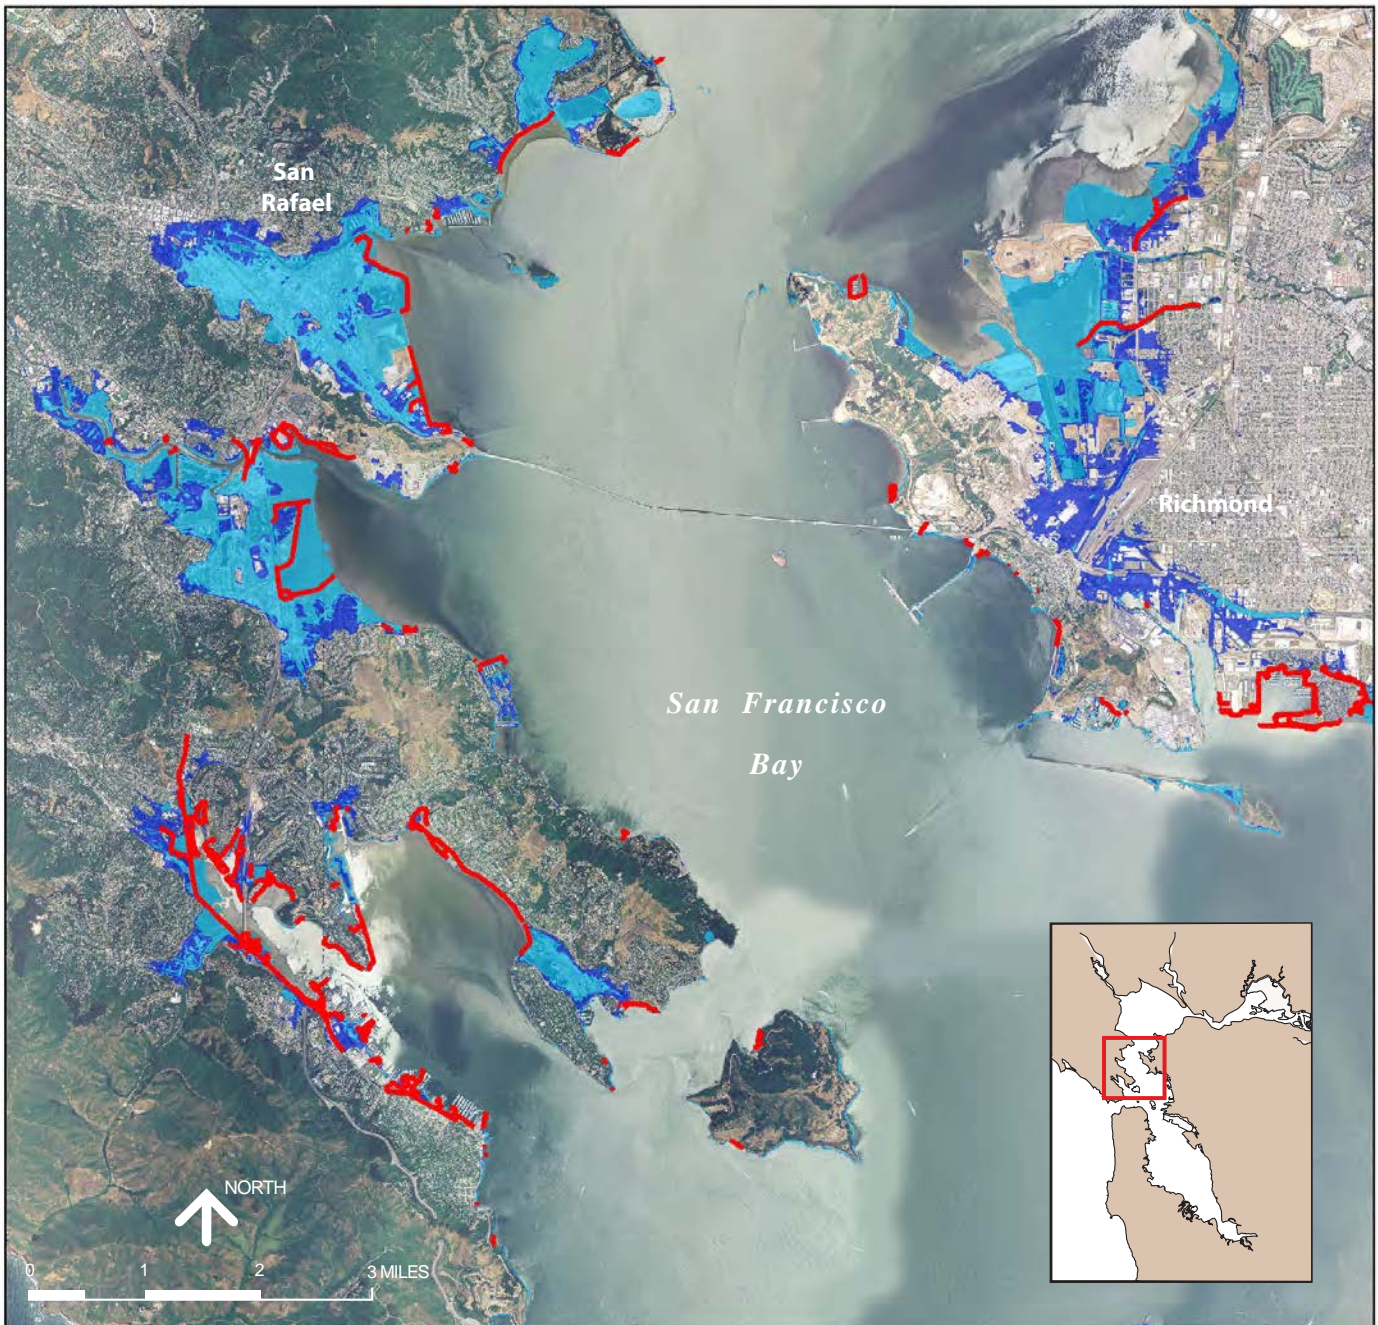 San
Rafael
Richmond
San Francisco
Bay
NORTH
0 1 2 3 MILES